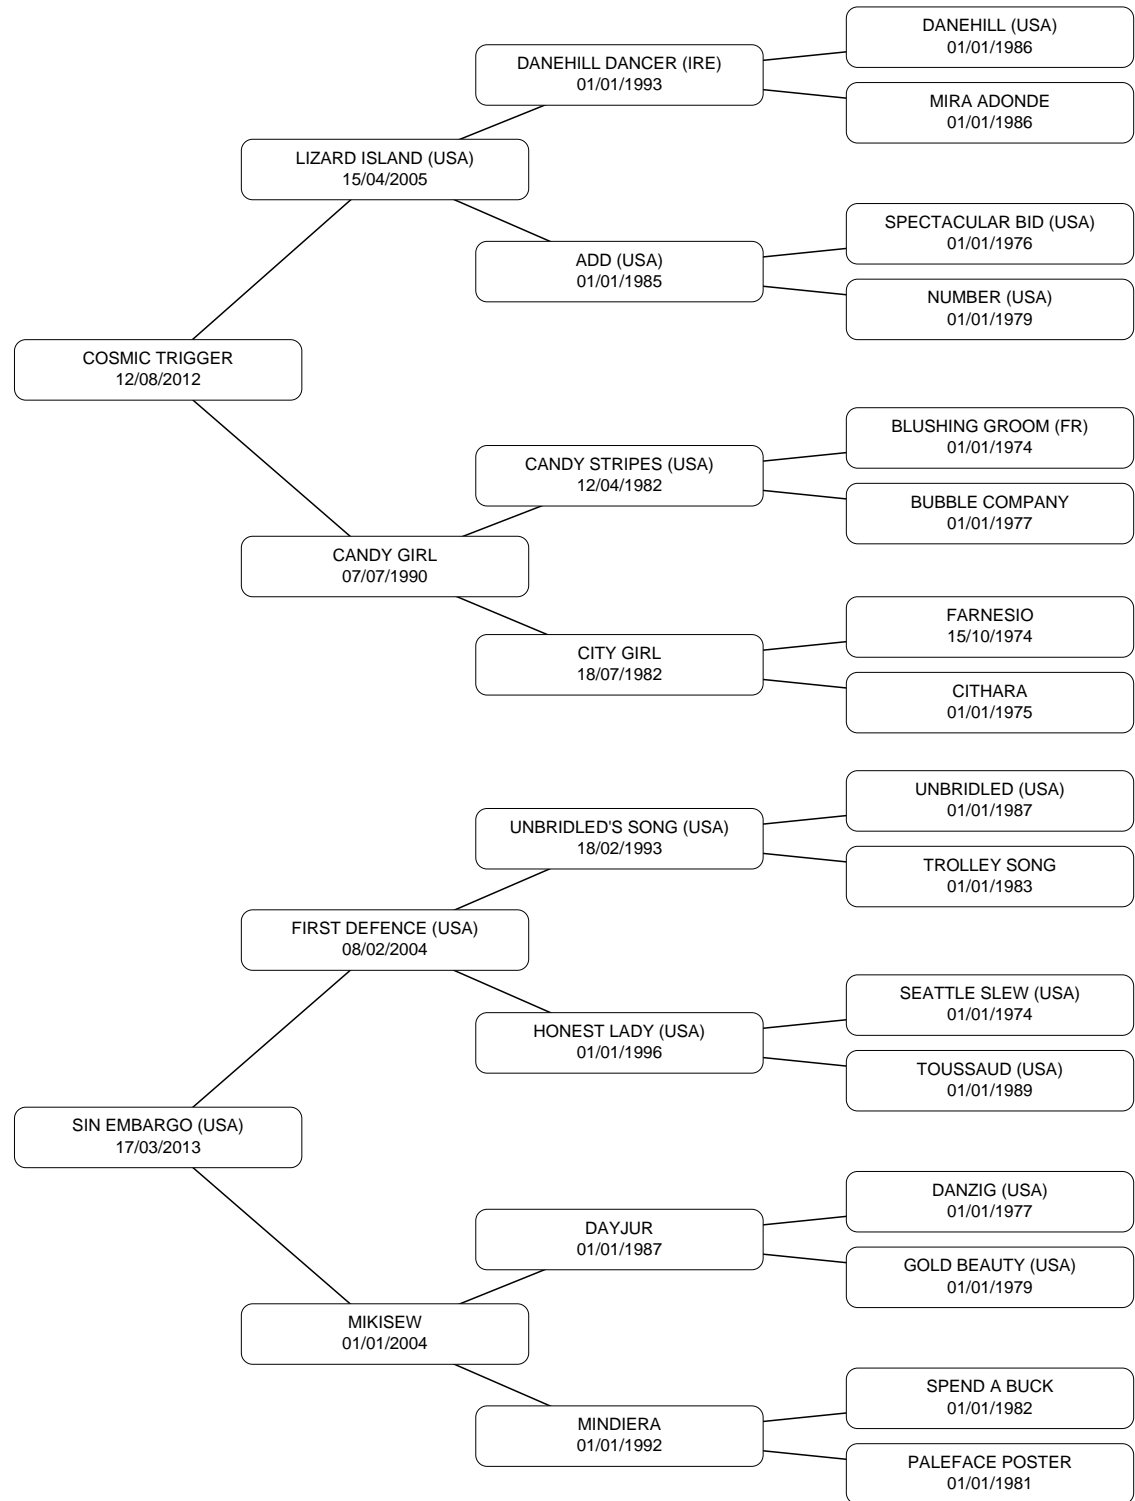 DANEHILL (USA)
01/01/1986
DANEHILL DANCER (IRE)
01/01/1993
MIRA ADONDE
01/01/1986
LIZARD ISLAND (USA)
15/04/2005
SPECTACULAR BID (USA)
01/01/1976
ADD (USA)
01/01/1985
NUMBER (USA)
01/01/1979
COSMIC TRIGGER
12/08/2012
BLUSHING GROOM (FR)
01/01/1974
CANDY STRIPES (USA)
12/04/1982
BUBBLE COMPANY
01/01/1977
CANDY GIRL
07/07/1990
FARNESIO
15/10/1974
CITY GIRL
18/07/1982
CITHARA
01/01/1975
UNBRIDLED (USA)
01/01/1987
UNBRIDLED'S SONG (USA)
18/02/1993
TROLLEY SONG
01/01/1983
FIRST DEFENCE (USA)
08/02/2004
SEATTLE SLEW (USA)
01/01/1974
HONEST LADY (USA)
01/01/1996
TOUSSAUD (USA)
01/01/1989
SIN EMBARGO (USA)
17/03/2013
DANZIG (USA)
01/01/1977
DAYJUR
01/01/1987
GOLD BEAUTY (USA)
01/01/1979
MIKISEW
01/01/2004
SPEND A BUCK
01/01/1982
MINDIERA
01/01/1992
PALEFACE POSTER
01/01/1981